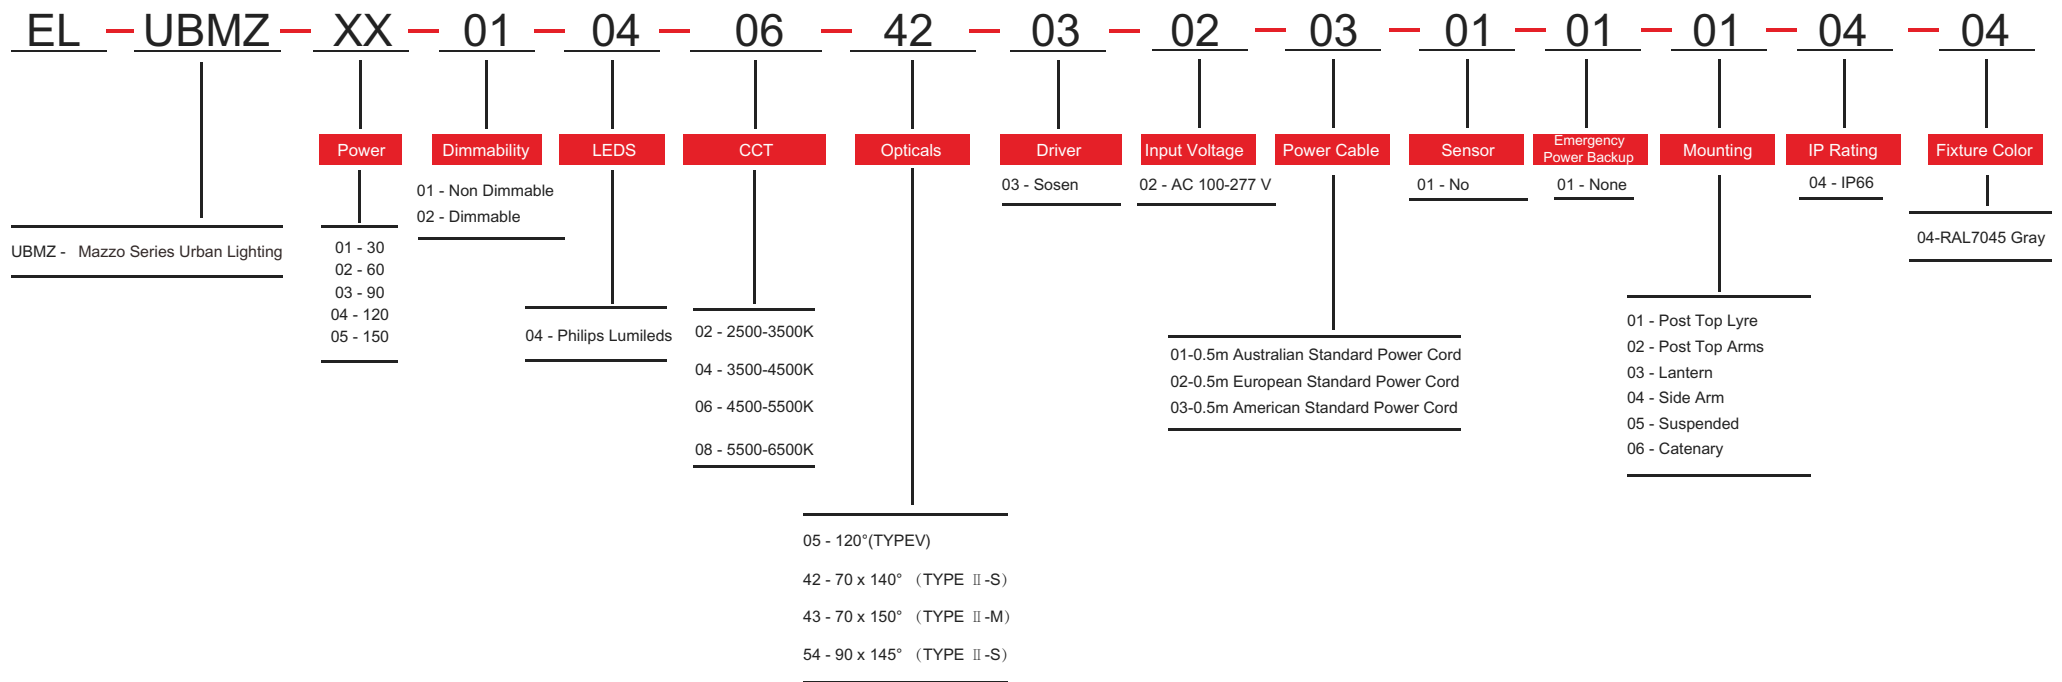 EL — UBMZ — XX — 01 — 04 — 06 — 42 — 03 — 02 — 03 — 01 — 01 — 01 — 04 — 04
Power
Dimmability
LEDS
CCT
Opticals
Driver
Input Voltage
Power Cable
Sensor
Emergency
Power Backup
Mounting
IP Rating
Fixture Color
UBMZ - Mazzo Series Urban Lighting
01 - 30
02 - 60
03 - 90
04 - 120
05 - 150
01 - Non Dimmable
02 - Dimmable
04 - Philips Lumileds
02 - 2500-3500K
04 - 3500-4500K
06 - 4500-5500K
08 - 5500-6500K
05 - 120°(TYPEV)
42 - 70 x 140° （TYPE Ⅱ-S）
43 - 70 x 150° （TYPE Ⅱ-M）
54 - 90 x 145° （TYPE Ⅱ-S）
03 - Sosen
02 - AC 100-277 V
01-0.5m Australian Standard Power Cord
02-0.5m European Standard Power Cord
03-0.5m American Standard Power Cord
01 - No
01 - None
01 - Post Top Lyre
02 - Post Top Arms
03 - Lantern
04 - Side Arm
05 - Suspended
06 - Catenary
04 - IP66
04-RAL7045 Gray